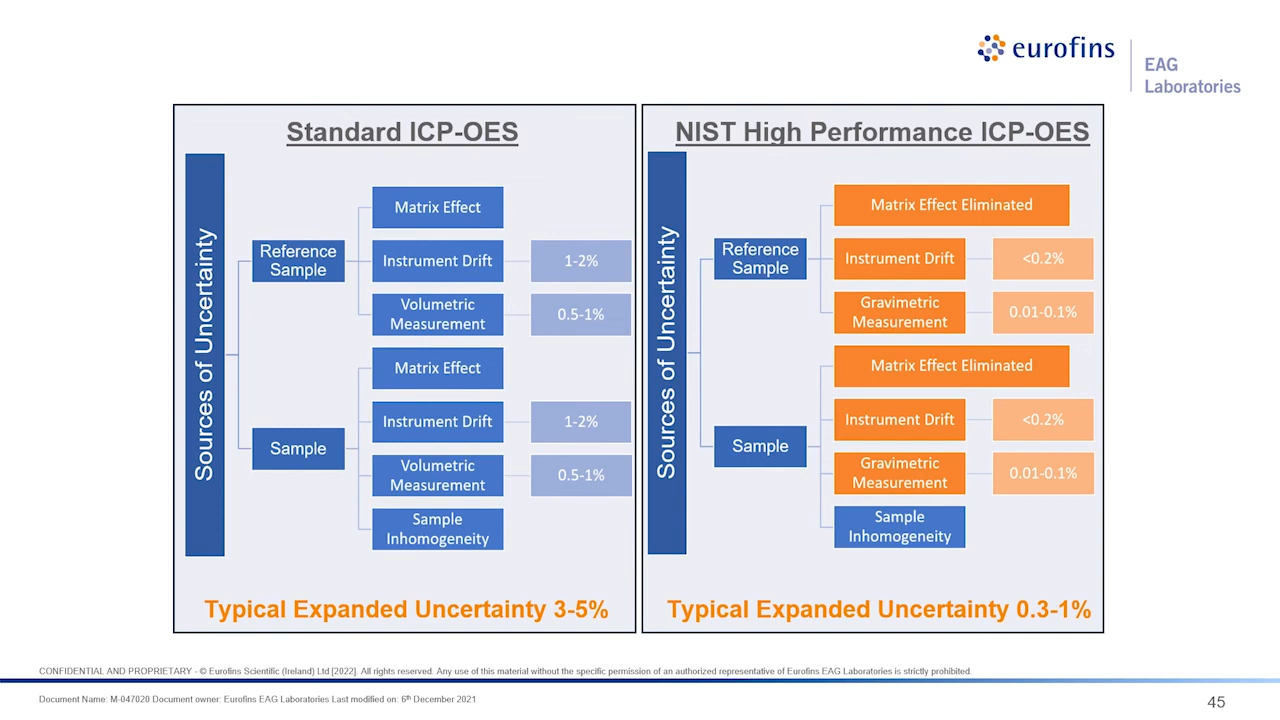 eurofins
EAG
Laboratories
Standard ICP-OES
Sources of Uncertainty
Reference
Sample
Matrix Effect
Instrument Drift
1-2%
Volumetric
Measurement
0.5-1%
Sample
Matrix Effect
Instrument Drift
1-2%
Volumetric
Measurement
0.5-1%
Sample
Inhomogeneity
Typical Expanded Uncertainty 3-5%
NIST High Performance ICP-OES
Sources of Uncertainty
Reference
Sample
Matrix Effect Eliminated
Instrument Drift
<0.2%
Gravimetric
Measurement
0.01-0.1%
Sample
Matrix Effect Eliminated
Instrument Drift
<0.2%
Gravimetric
Measurement
0.01-0.1%
Sample
Inhomogeneity
Typical Expanded Uncertainty 0.3-1%
CONFIDENTIAL AND PROPRIETARY - © Eurofins Scientific (Ireland) Ltd [2022]. All rights reserved. Any use of this material without the specific permission of an authorized representative of Eurofins EAG Laboratories is strictly prohibited.
Document Name: M-047020 Document owner: Eurofins EAG Laboratories Last modified on: 6th December 2021
45